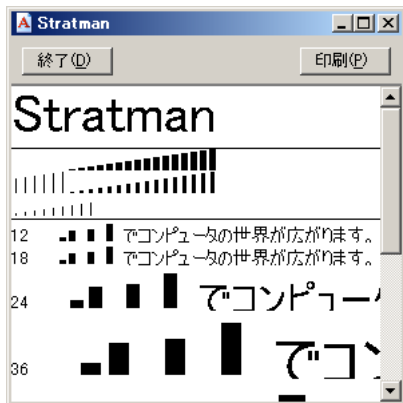 Stratman
終了(D) 印刷(P)
Stratman
12 でコンピュータの世界が広がります。
18 でコンピュータの世界が広がります。
24 でコンピュータ
36 でコン